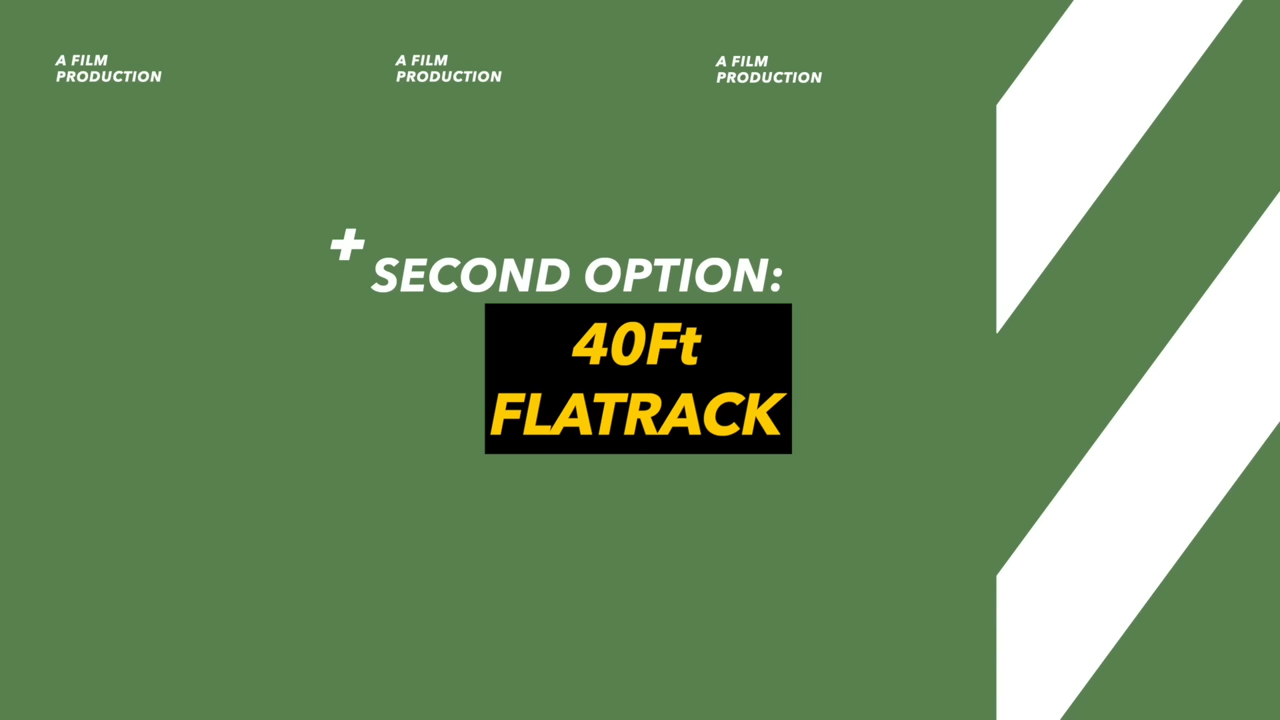 A FILM
PRODUCTION
A FILM
PRODUCTION
A FILM
PRODUCTION
+
SECOND OPTION:
40Ft
FLATRACK